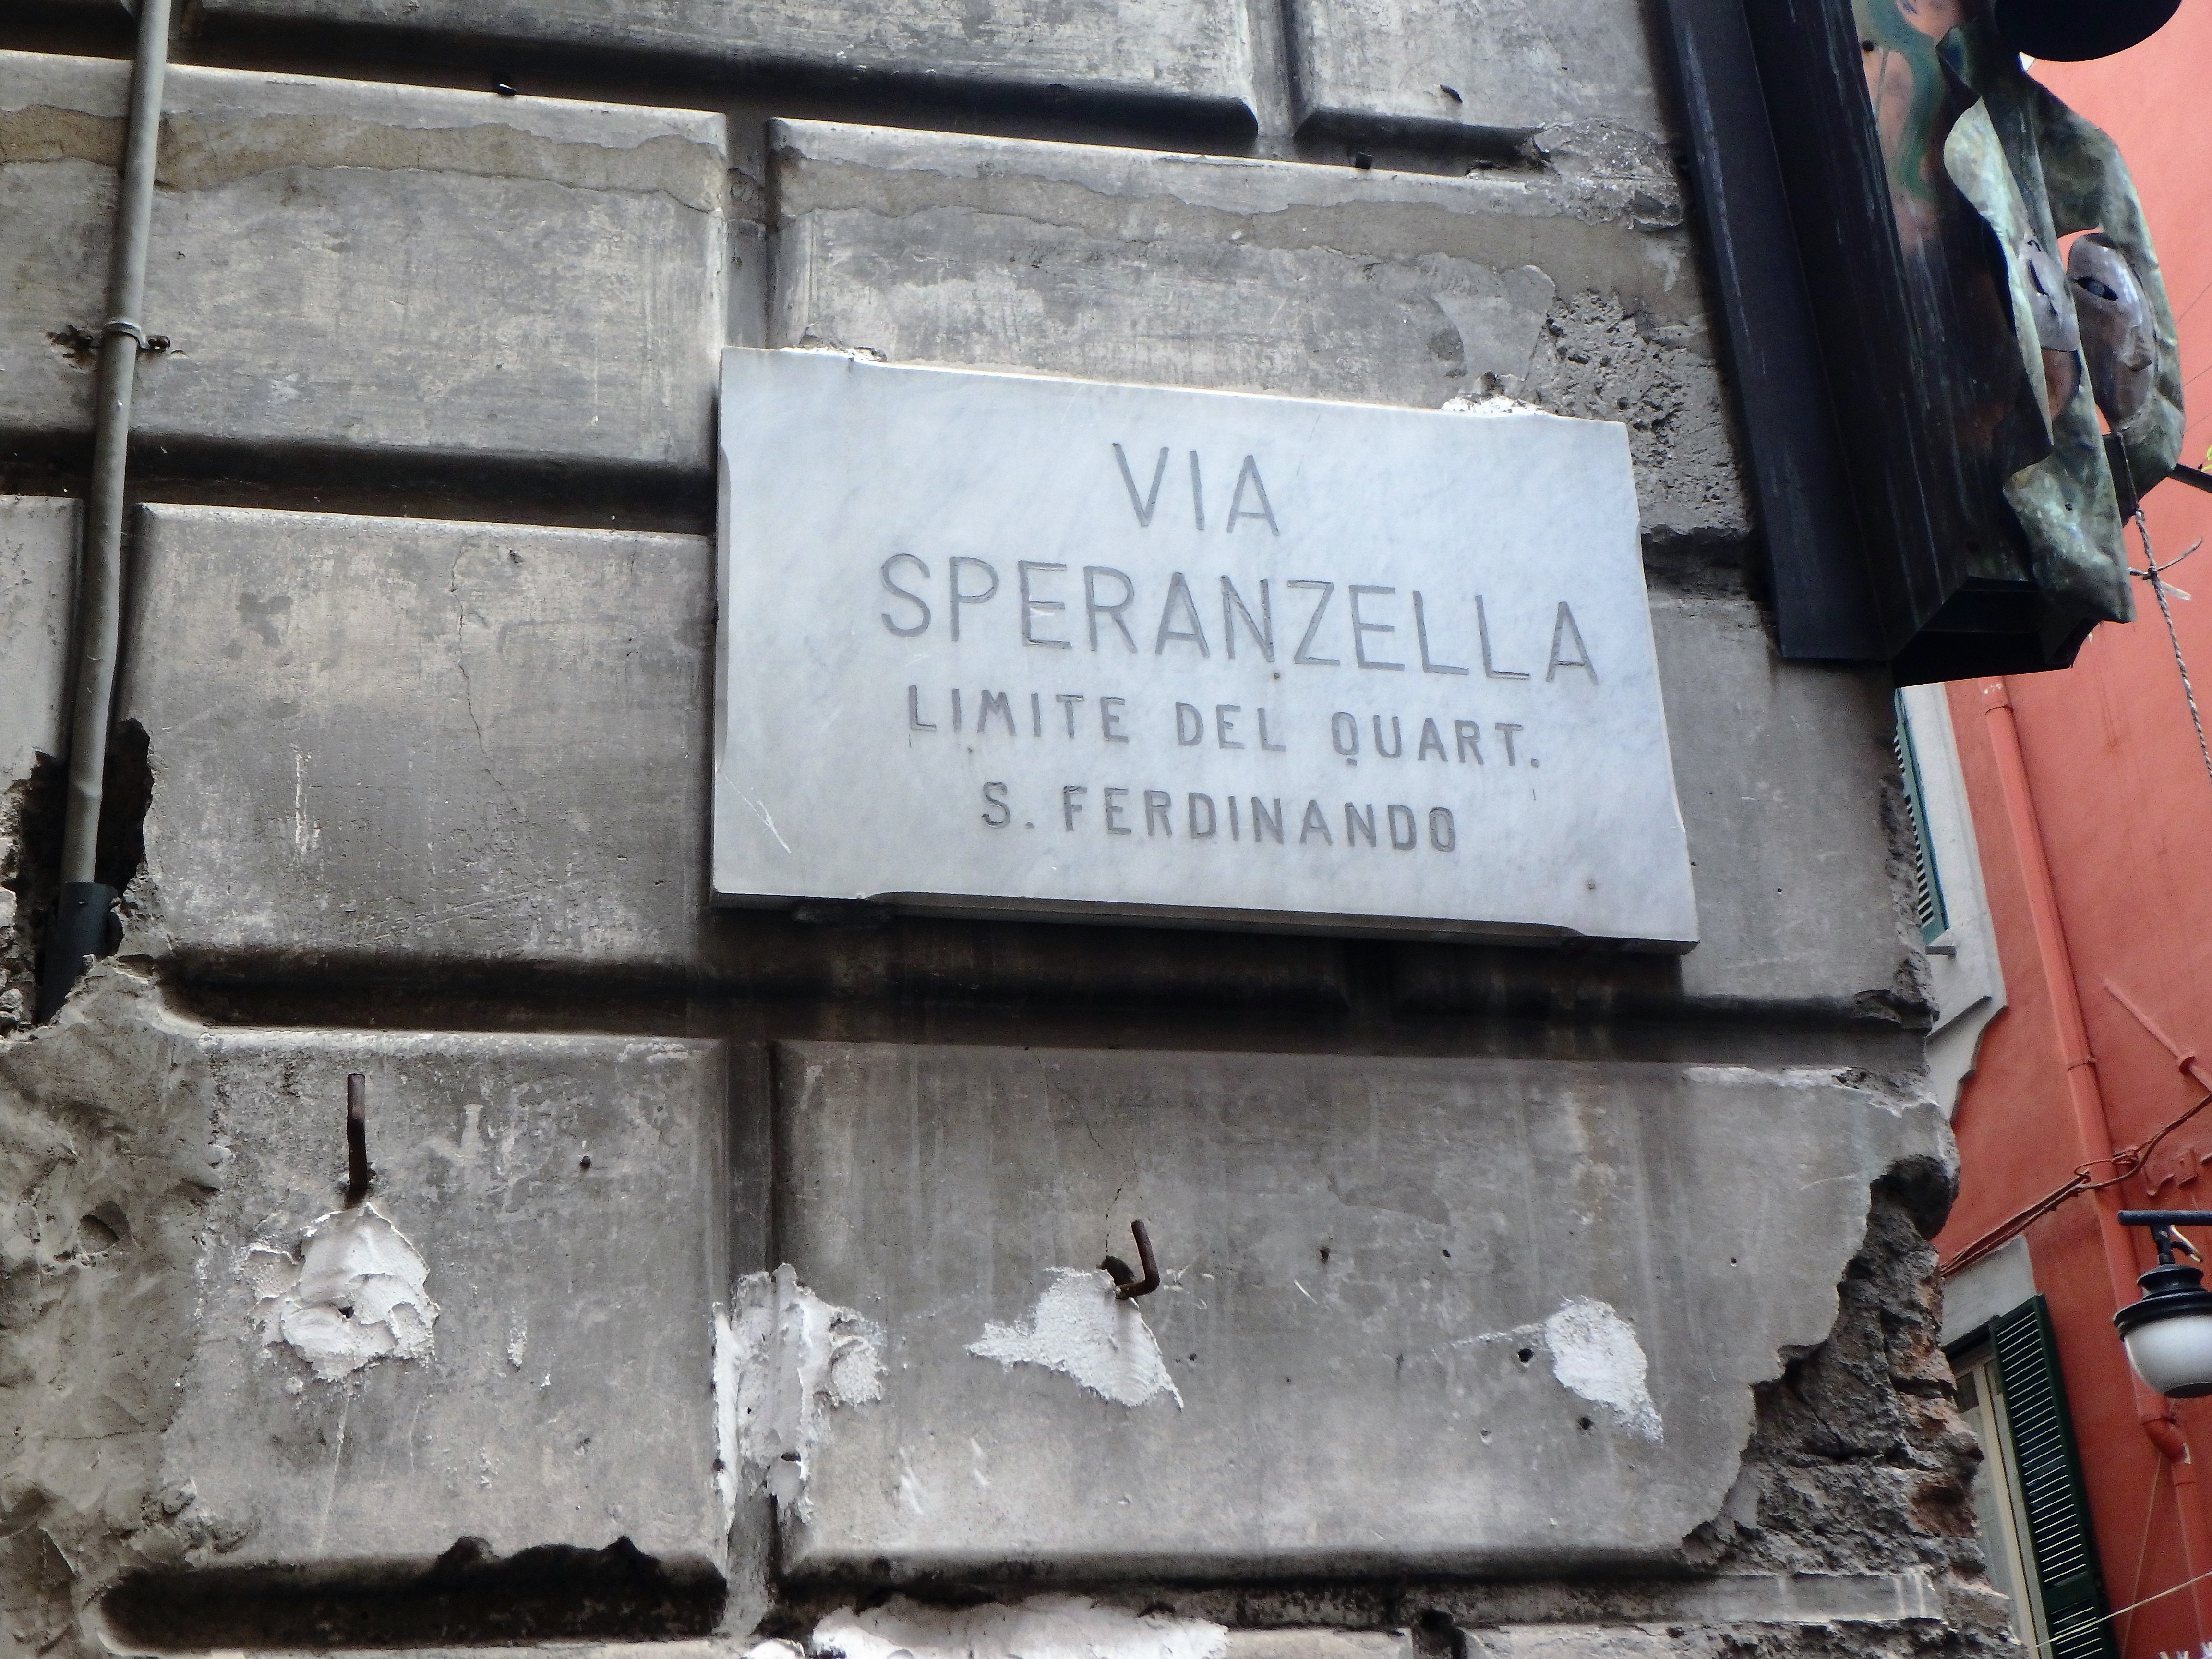 VIA
SPERANZELLA
LIMITE DEL QUART.
S. FERDINANDO